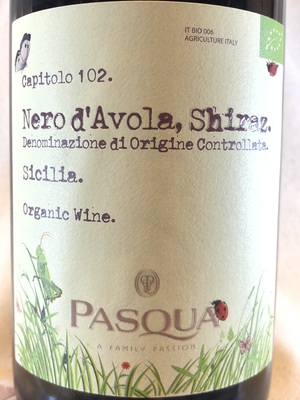 IT BIO 006
AGRICULTURE ITALY
Capitolo 102.
Nero d'Avola, Shiraz.
Denominazione di Origine Controllata.
Sicilia.
Organic Wine.
PASQUA
A FAMILY PASSION